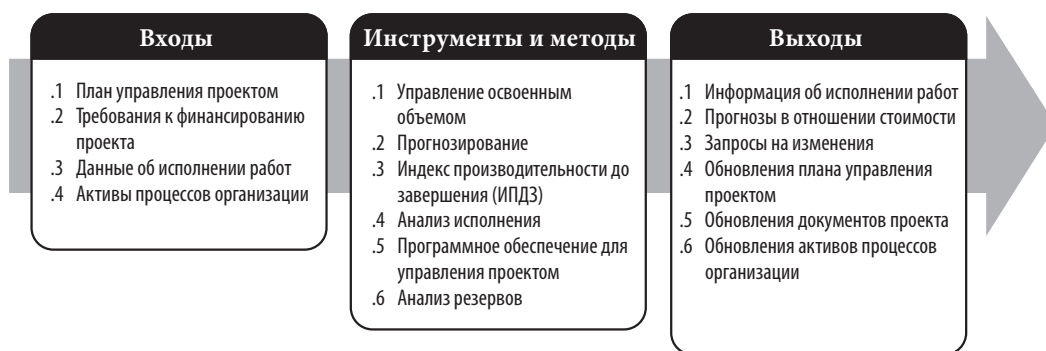 Входы
.1 План управления проектом
.2 Требования к финансированию
проекта
.3 Данные об исполнении работ
.4 Активы процессов организации
Инструменты и методы
.1 Управление освоенным
объемом
.2 Прогнозирование
.3 Индекс производительности до
завершения (ИПДЗ)
.4 Анализ исполнения
.5 Программное обеспечение для
управления проектом
.6 Анализ резервов
Выходы
.1 Информация об исполнении работ
.2 Прогнозы в отношении стоимости
.3 Запросы на изменения
.4 Обновления плана управления
проектом
.5 Обновления документов проекта
.6 Обновления активов процессов
организации